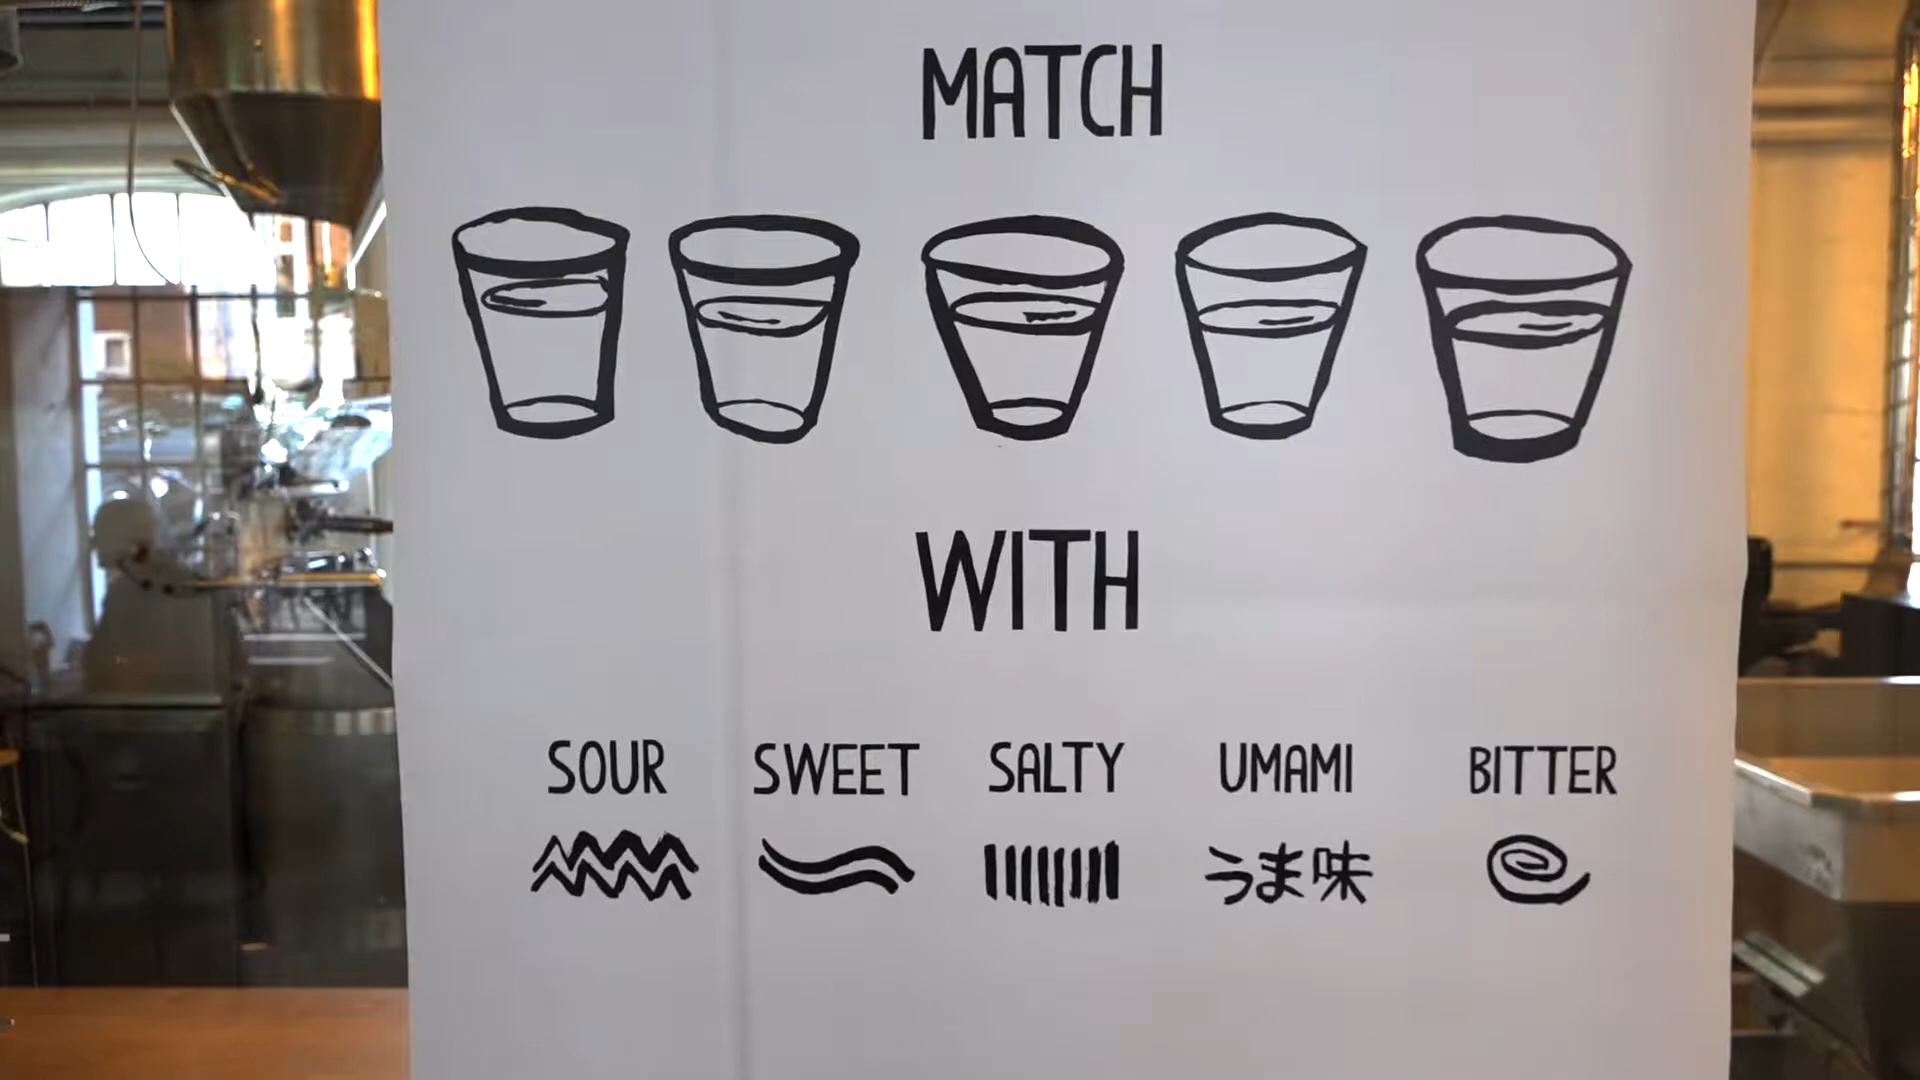 MATCH
WITH
SOUR SWEET SALTY UMAMI BITTER
うま味